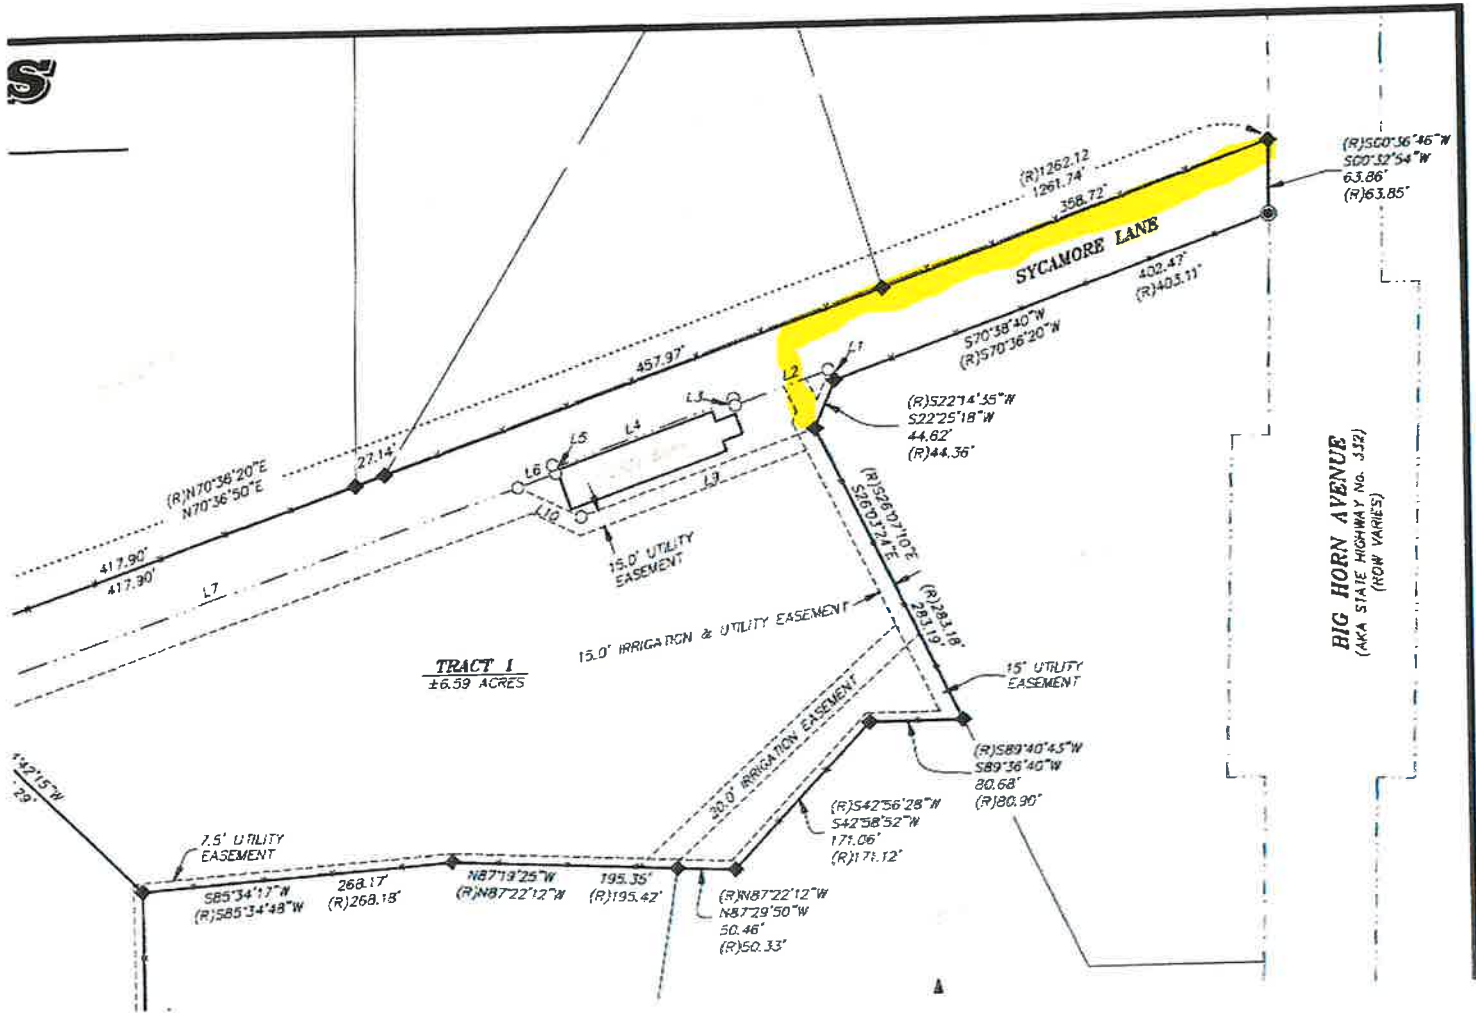 S
(R)S00°36'46"W
S00°32'54"W
63.86'
(R)63.85'
(R)1262.12
1261.74'
358.72'
SYCAMORE LANE
402.47'
(R)403.11'
S70°38'40"W
(R)S70°36'20"W
457.97'
L1
L2
L3
L4
L5
L6
27.14'
(R)N70°36'20"E
N70°36'50"E
(R)S22°14'35"W
S22°25'18"W
44.62'
(R)44.36'
L9
L10
15.0' UTILITY
EASEMENT
417.90'
417.90'
L7
(R)S26°07'10"E
S26°03'24"E
(R)283.18'
283.19'
BIG HORN AVENUE
(AKA STATE HIGHWAY No. 332)
(ROW VARIES)
15.0' IRRIGATION & UTILITY EASEMENT
TRACT 1
±6.59 ACRES
15' UTILITY
EASEMENT
20.0' IRRIGATION EASEMENT
(R)S89°40'43"W
S89°36'40"W
80.68'
(R)80.90'
42'15"W
29'
(R)S42°56'28"W
S42°58'52"W
171.06'
(R)171.12'
7.5' UTILITY
EASEMENT
S85°34'17"W
(R)S85°34'48"W
268.17'
(R)268.18'
N87°19'25"W
(R)N87°22'12"W
195.35'
(R)195.42'
(R)N87°22'12"W
N87°29'50"W
50.46'
(R)50.33'